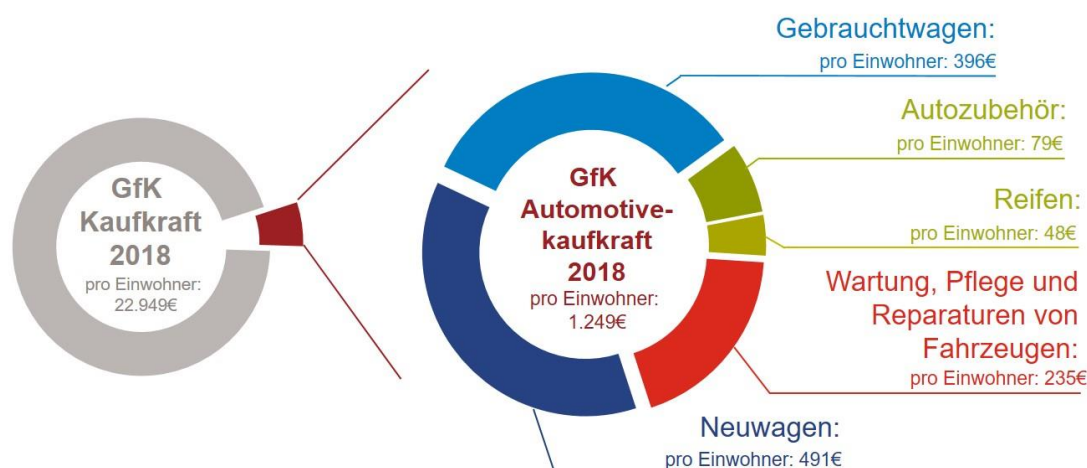 GfK
Kaufkraft
2018
pro Einwohner:
22.949€
GfK
Automotive-
kaufkraft
2018
pro Einwohner:
1.249€
Gebrauchtwagen:
pro Einwohner: 396€
Autozubehör:
pro Einwohner: 79€
Reifen:
pro Einwohner: 48€
Wartung, Pflege und
Reparaturen von
Fahrzeugen:
pro Einwohner: 235€
Neuwagen:
pro Einwohner: 491€